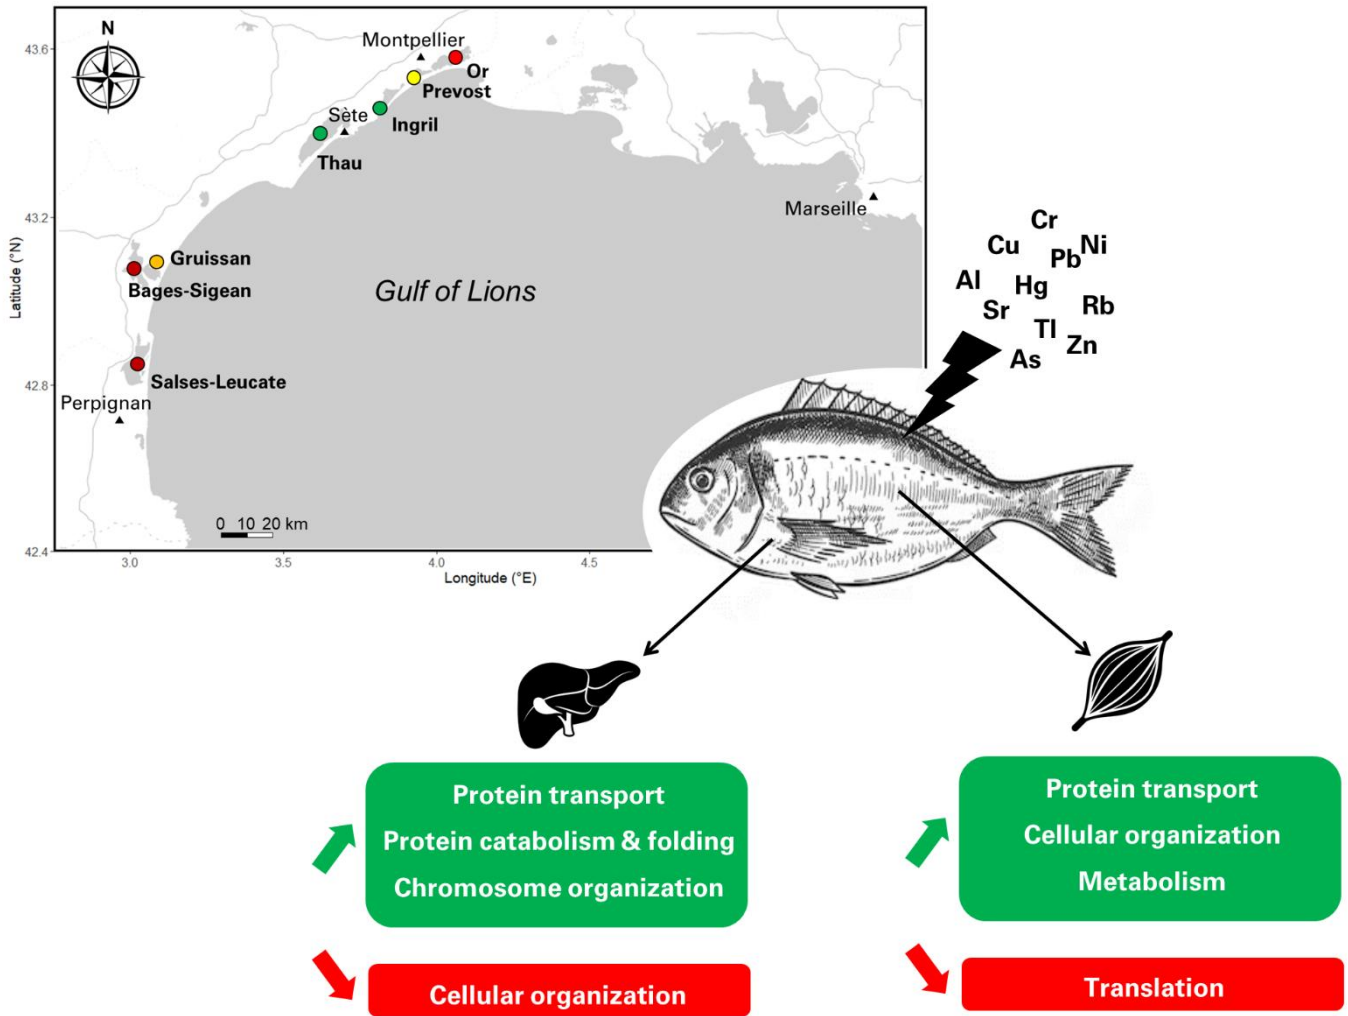 N
43.6
43.2
42.8
42.4
Latitude (°N)
3.0
3.5
4.0
4.5
Longitude (°E)
0 10 20 km
Montpellier
Or
Prevost
Sète
Ingril
Thau
Marseille
Gruissan
Bages-Sigean
Gulf of Lions
Salses-Leucate
Perpignan
Cr
Cu
Ni
Pb
Al
Hg
Sr
Rb
Tl
Zn
As
Protein transport
Protein catabolism & folding
Chromosome organization
Cellular organization
Protein transport
Cellular organization
Metabolism
Translation